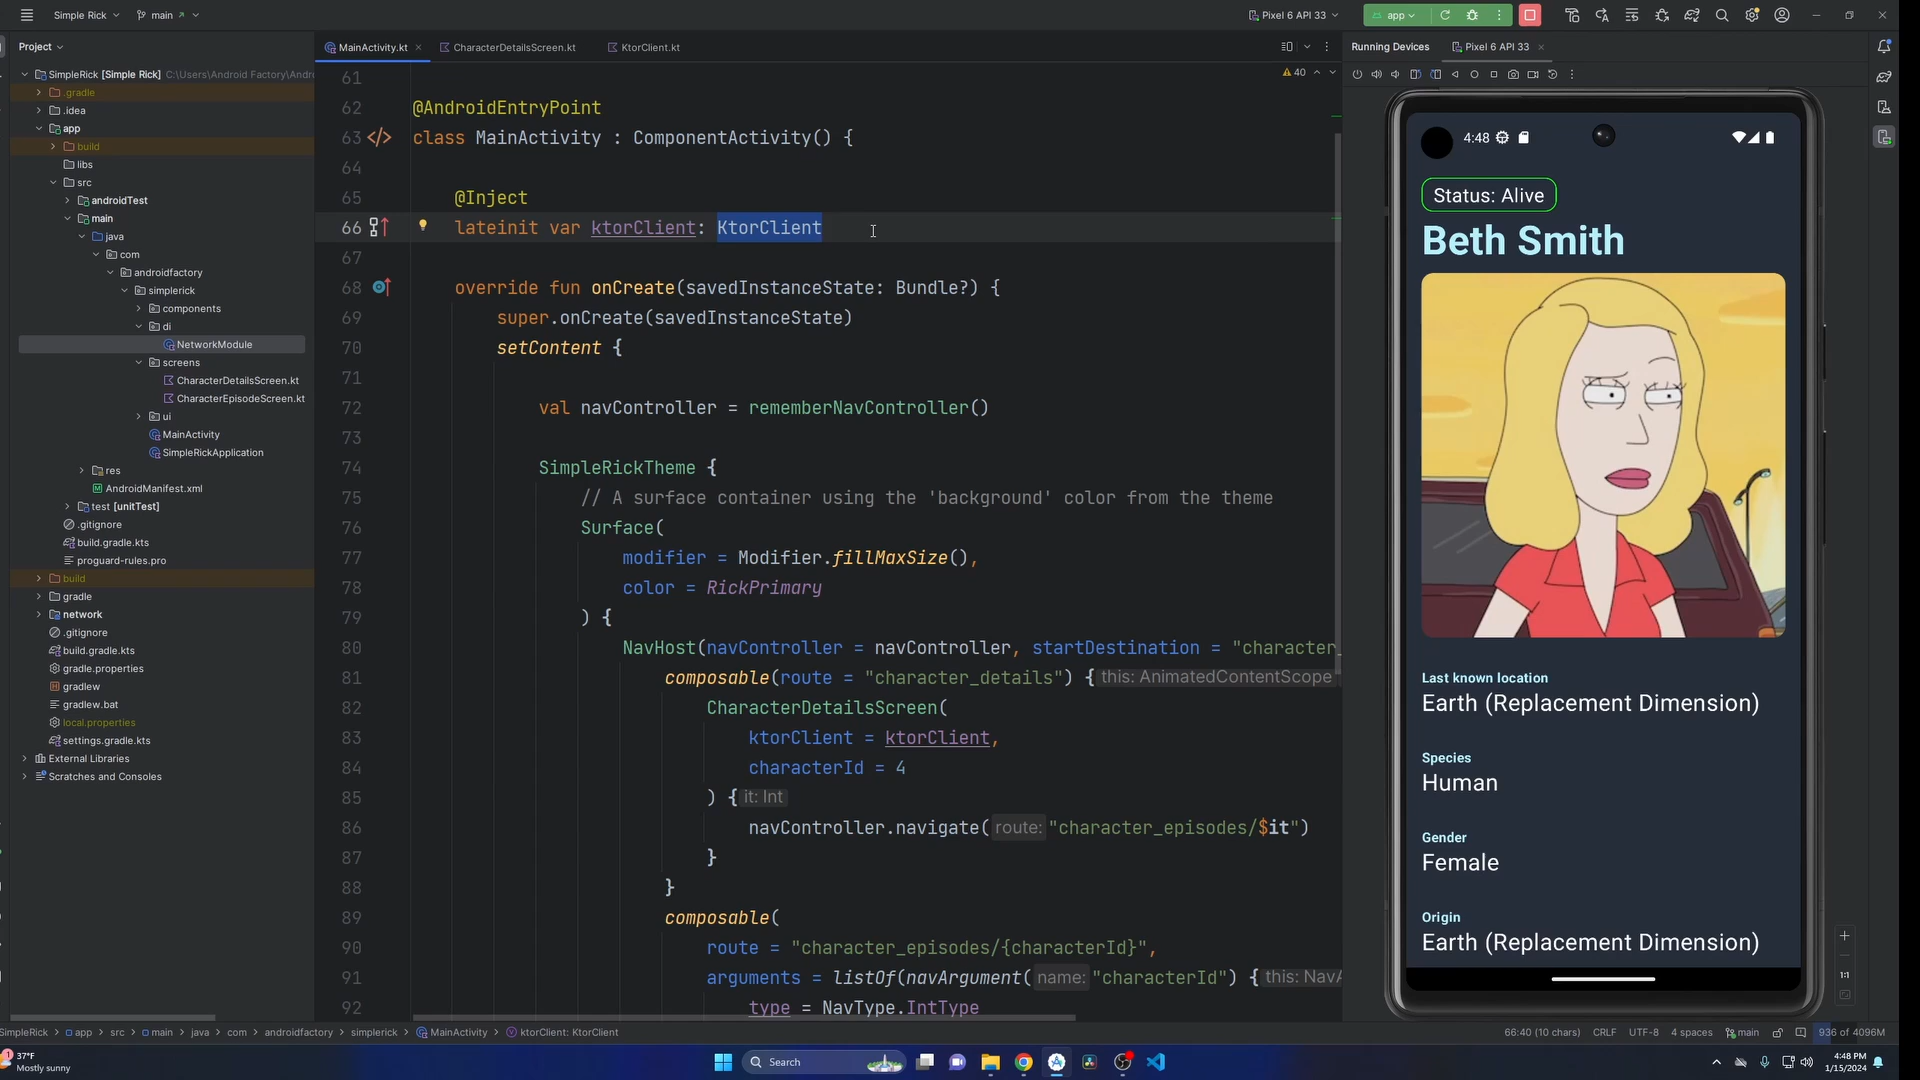 Simple Rick
main
Pixel 6 API 33
app
Project
MainActivity.kt
CharacterDetailsScreen.kt
KtorClient.kt
Running Devices
Pixel 6 API 33
SimpleRick [Simple Rick] C:\Users\Android Factory\Andro
.gradle
.idea
app
build
libs
src
androidTest
main
java
com
androidfactory
simplerick
components
di
NetworkModule
screens
CharacterDetailsScreen.kt
CharacterEpisodeScreen.kt
ui
MainActivity
SimpleRickApplication
res
AndroidManifest.xml
test [unitTest]
.gitignore
build.gradle.kts
proguard-rules.pro
build
gradle
network
.gitignore
build.gradle.kts
gradle.properties
gradlew
gradlew.bat
local.properties
settings.gradle.kts
External Libraries
Scratches and Consoles
40
61
62 @AndroidEntryPoint
63 class MainActivity : ComponentActivity() {
64
65 @Inject
66 lateinit var ktorClient: KtorClient
67
68 override fun onCreate(savedInstanceState: Bundle?) {
69 super.onCreate(savedInstanceState)
70 setContent {
71
72 val navController = rememberNavController()
73
74 SimpleRickTheme {
75 // A surface container using the 'background' color from the theme
76 Surface(
77 modifier = Modifier.fillMaxSize(),
78 color = RickPrimary
79 ) {
80 NavHost(navController = navController, startDestination = "character_
81 composable(route = "character_details") { this: AnimatedContentScope
82 CharacterDetailsScreen(
83 ktorClient = ktorClient,
84 characterId = 4
85 ) { it: Int
86 navController.navigate( route: "character_episodes/$it")
87 }
88 }
89 composable(
90 route = "character_episodes/{characterId}",
91 arguments = listOf(navArgument( name: "characterId") { this: NavA
92 type = NavType.IntType
4:48
Status: Alive
Beth Smith
Last known location
Earth (Replacement Dimension)
Species
Human
Gender
Female
Origin
Earth (Replacement Dimension)
1:1
SimpleRick
app
src
main
java
com
androidfactory
simplerick
MainActivity
ktorClient: KtorClient
66:40 (10 chars)
CRLF
UTF-8
4 spaces
main
936 of 4096M
1
37°F
Mostly sunny
Search
4:48 PM
1/15/2024